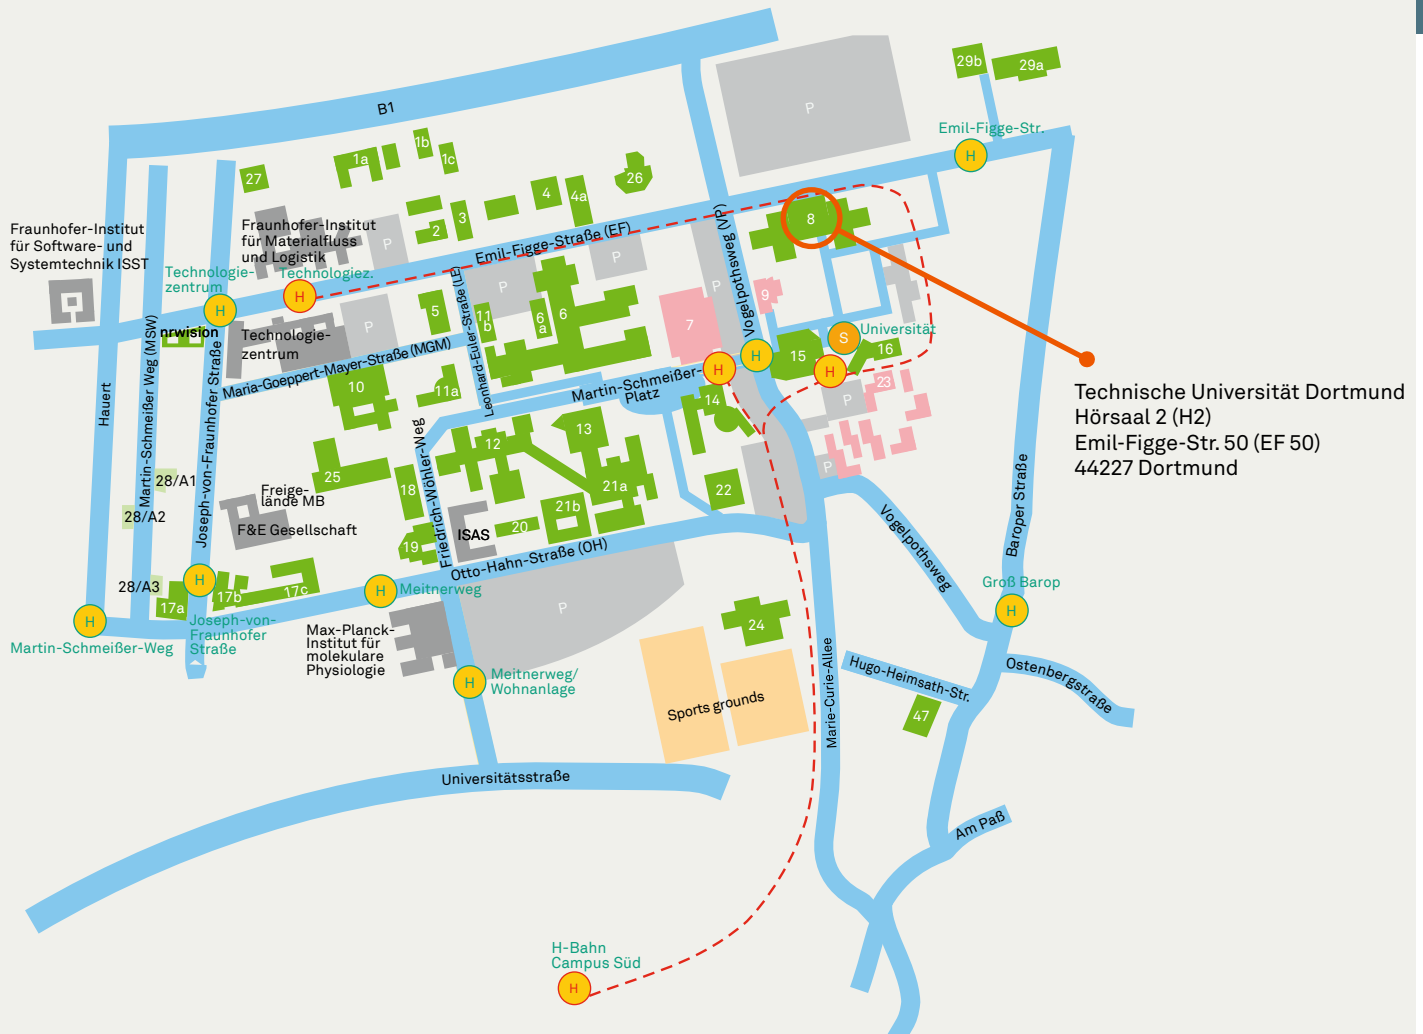 B1
29b
29a
P
Emil-Figge-Str.
H
1b
1a
1c
27
26
4
4a
3
2
8
Fraunhofer-Institut
für Software- und
Systemtechnik ISST
Fraunhofer-Institut
für Materialfluss
und Logistik
P
Emil-Figge-Straße (EF)
P
Vogelpothsweg (VP)
P
Technologie-
zentrum
H
Technologiez.
H
P
9
7
5
11
b
6
a
6
P
nrwision
Technologie-
zentrum
Universität
S
H
15
16
H
H
23
P
Maria-Goeppert-Mayer-Straße (MGM)
Leonhard-Euler-Straße (LE)
10
11a
Martin-Schmeißer-
Platz
14
Technische Universität Dortmund
Hörsaal 2 (H2)
Emil-Figge-Str. 50 (EF 50)
44227 Dortmund
Hauert
Martin-Schmeißer Weg (MSW)
Joseph-von-Fraunhofer Straße
Friedrich-Wöhler-Weg
12
13
25
18
21a
22
P
28/A1
28/A2
Freige-
lände MB
F&E Gesellschaft
ISAS
20
21b
19
Otto-Hahn-Straße (OH)
Vogelpothsweg
Baroper Straße
28/A3
17a
H
17b
17c
H
Meitnerweg
P
Groß Barop
H
H
Martin-Schmeißer-Weg
Joseph-von-
Fraunhofer
Straße
Max-Planck-
Institut für
molekulare
Physiologie
24
H
Meitnerweg/
Wohnanlage
Sports grounds
Marie-Curie-Allee
Hugo-Heimsath-Str.
Ostenbergstraße
47
Universitätsstraße
Am Paß
H-Bahn
Campus Süd
H